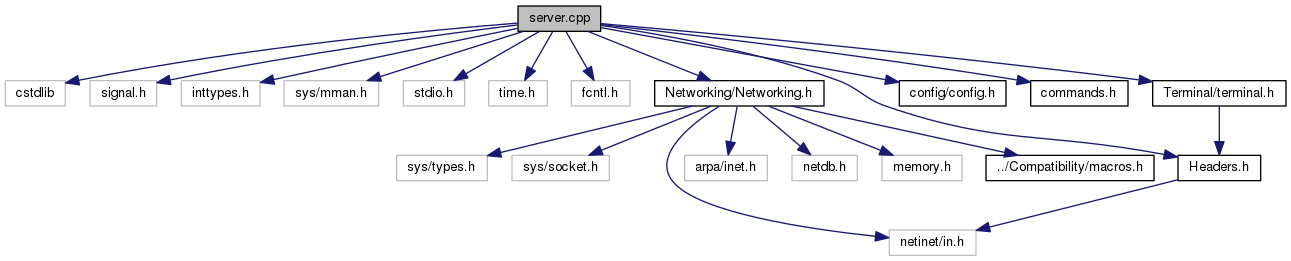 server.cpp
cstdlib
signal.h
inttypes.h
sys/mman.h
stdio.h
time.h
fcntl.h
Networking/Networking.h
config/config.h
commands.h
Terminal/terminal.h
sys/types.h
sys/socket.h
arpa/inet.h
netdb.h
memory.h
../Compatibility/macros.h
Headers.h
netinet/in.h